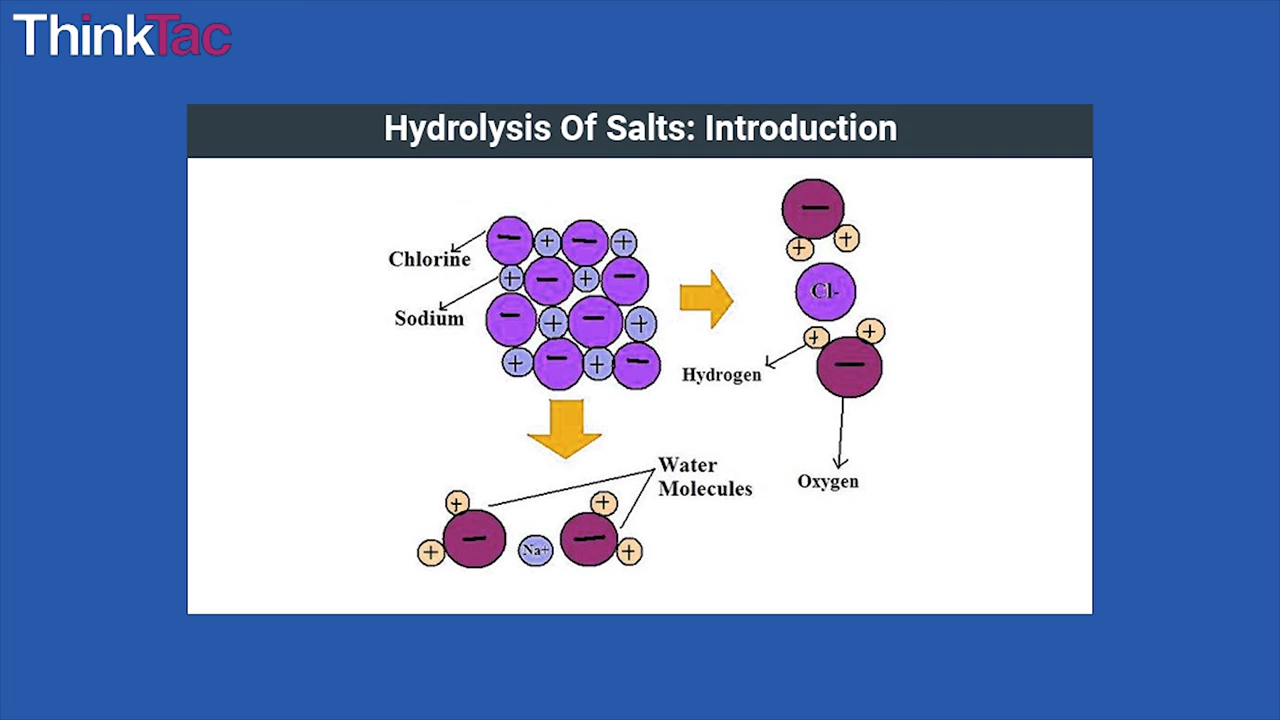 ThinkTac
Hydrolysis Of Salts: Introduction
Chlorine
Sodium
Cl-
Hydrogen
Oxygen
Water
Molecules
Na+